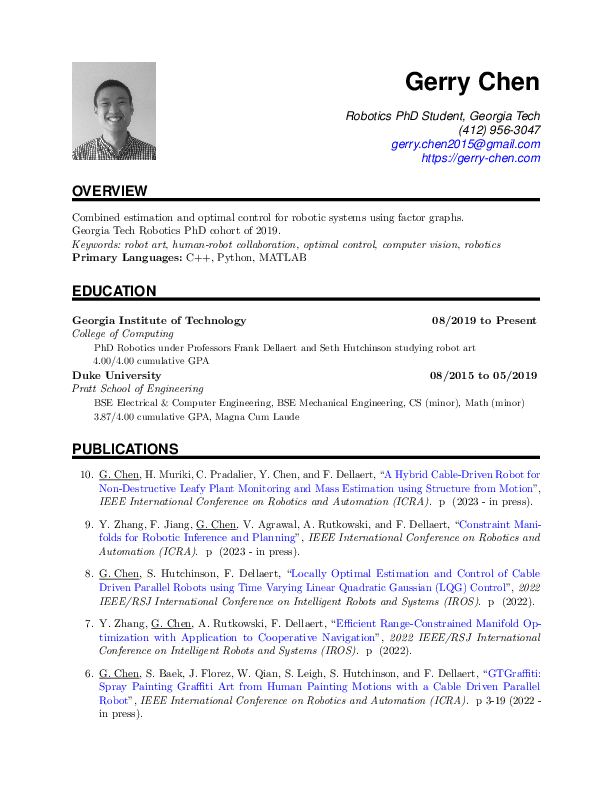 Gerry Chen
Robotics PhD Student, Georgia Tech
(412) 956-3047
gerry.chen2015@gmail.com
https://gerry-chen.com
OVERVIEW
Combined estimation and optimal control for robotic systems using factor graphs.
Georgia Tech Robotics PhD cohort of 2019.
Keywords: robot art, human-robot collaboration, optimal control, computer vision, robotics
Primary Languages: C++, Python, MATLAB
EDUCATION
Georgia Institute of Technology 08/2019 to Present
College of Computing
PhD Robotics under Professors Frank Dellaert and Seth Hutchinson studying robot art
4.00/4.00 cumulative GPA
Duke University 08/2015 to 05/2019
Pratt School of Engineering
BSE Electrical & Computer Engineering, BSE Mechanical Engineering, CS (minor), Math (minor)
3.87/4.00 cumulative GPA, Magna Cum Laude
PUBLICATIONS
10. G. Chen, H. Muriki, C. Pradalier, Y. Chen, and F. Dellaert, “A Hybrid Cable-Driven Robot for
Non-Destructive Leafy Plant Monitoring and Mass Estimation using Structure from Motion”,
IEEE International Conference on Robotics and Automation (ICRA). p (2023 - in press).
9. Y. Zhang, F. Jiang, G. Chen, V. Agrawal, A. Rutkowski, and F. Dellaert, “Constraint Mani-
folds for Robotic Inference and Planning”, IEEE International Conference on Robotics and
Automation (ICRA). p (2023 - in press).
8. G. Chen, S. Hutchinson, F. Dellaert, “Locally Optimal Estimation and Control of Cable
Driven Parallel Robots using Time Varying Linear Quadratic Gaussian (LQG) Control”, 2022
IEEE/RSJ International Conference on Intelligent Robots and Systems (IROS). p (2022).
7. Y. Zhang, G. Chen, A. Rutkowski, F. Dellaert, “Efficient Range-Constrained Manifold Op-
timization with Application to Cooperative Navigation”, 2022 IEEE/RSJ International
Conference on Intelligent Robots and Systems (IROS). p (2022).
6. G. Chen, S. Baek, J. Florez, W. Qian, S. Leigh, S. Hutchinson, and F. Dellaert, “GTGraffiti:
Spray Painting Graffiti Art from Human Painting Motions with a Cable Driven Parallel
Robot”, IEEE International Conference on Robotics and Automation (ICRA). p 3-19 (2022 -
in press).